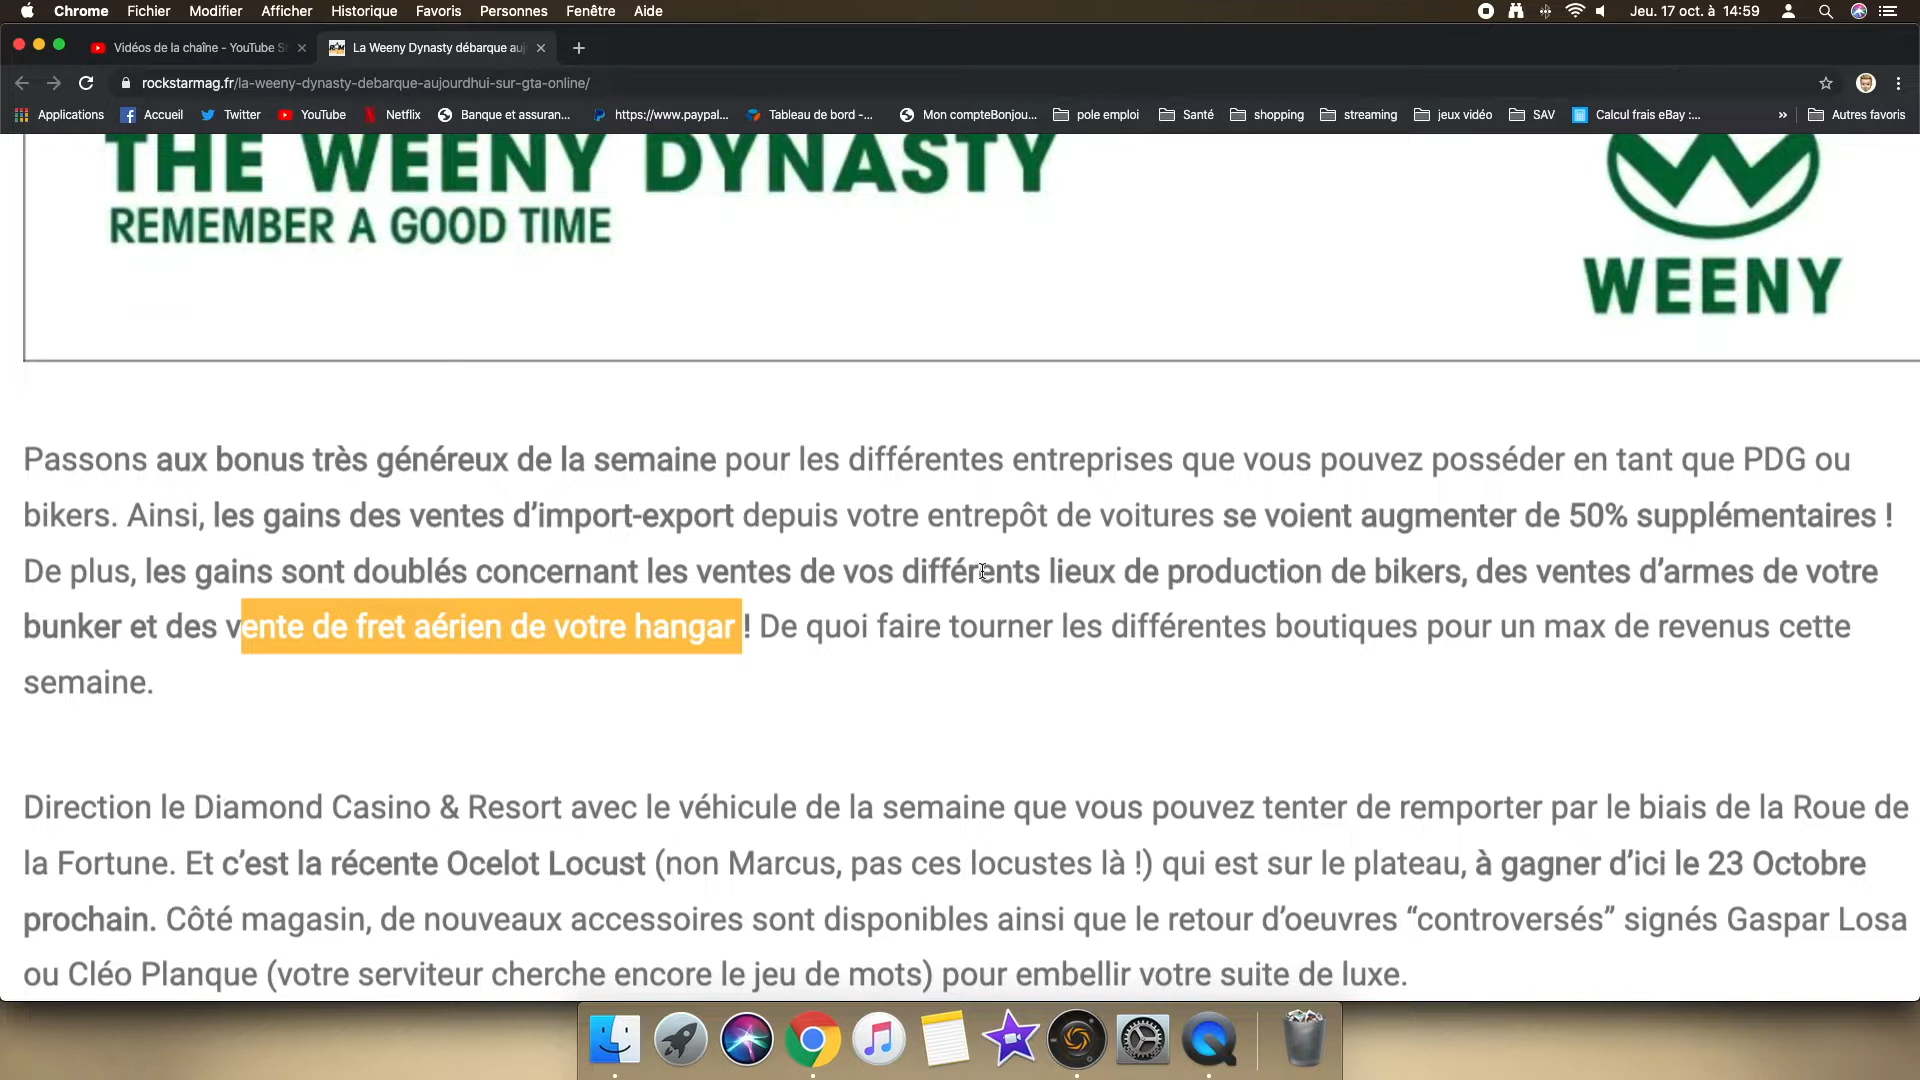 Chrome Fichier Modifier Afficher Historique Favoris Personnes Fenêtre Aide Jeu. 17 oct. à 14:59
Vidéos de la chaîne - YouTube S La Weeny Dynasty débarque auj
rockstarmag.fr/la-weeny-dynasty-debarque-aujourdhui-sur-gta-online/
Applications Accueil Twitter YouTube Netflix Banque et assuran... https://www.paypal... Tableau de bord -... Mon compteBonjou... pole emploi Santé shopping streaming jeux vidéo SAV Calcul frais eBay :... » Autres favoris
THE WEENY DYNASTY
REMEMBER A GOOD TIME
WEENY
Passons aux bonus très généreux de la semaine pour les différentes entreprises que vous pouvez posséder en tant que PDG ou
bikers. Ainsi, les gains des ventes d’import-export depuis votre entrepôt de voitures se voient augmenter de 50% supplémentaires !
De plus, les gains sont doublés concernant les ventes de vos différents lieux de production de bikers, des ventes d’armes de votre
bunker et des vente de fret aérien de votre hangar ! De quoi faire tourner les différentes boutiques pour un max de revenus cette
semaine.
Direction le Diamond Casino & Resort avec le véhicule de la semaine que vous pouvez tenter de remporter par le biais de la Roue de
la Fortune. Et c’est la récente Ocelot Locust (non Marcus, pas ces locustes là !) qui est sur le plateau, à gagner d’ici le 23 Octobre
prochain. Côté magasin, de nouveaux accessoires sont disponibles ainsi que le retour d’oeuvres “controversés” signés Gaspar Losa
ou Cléo Planque (votre serviteur cherche encore le jeu de mots) pour embellir votre suite de luxe.